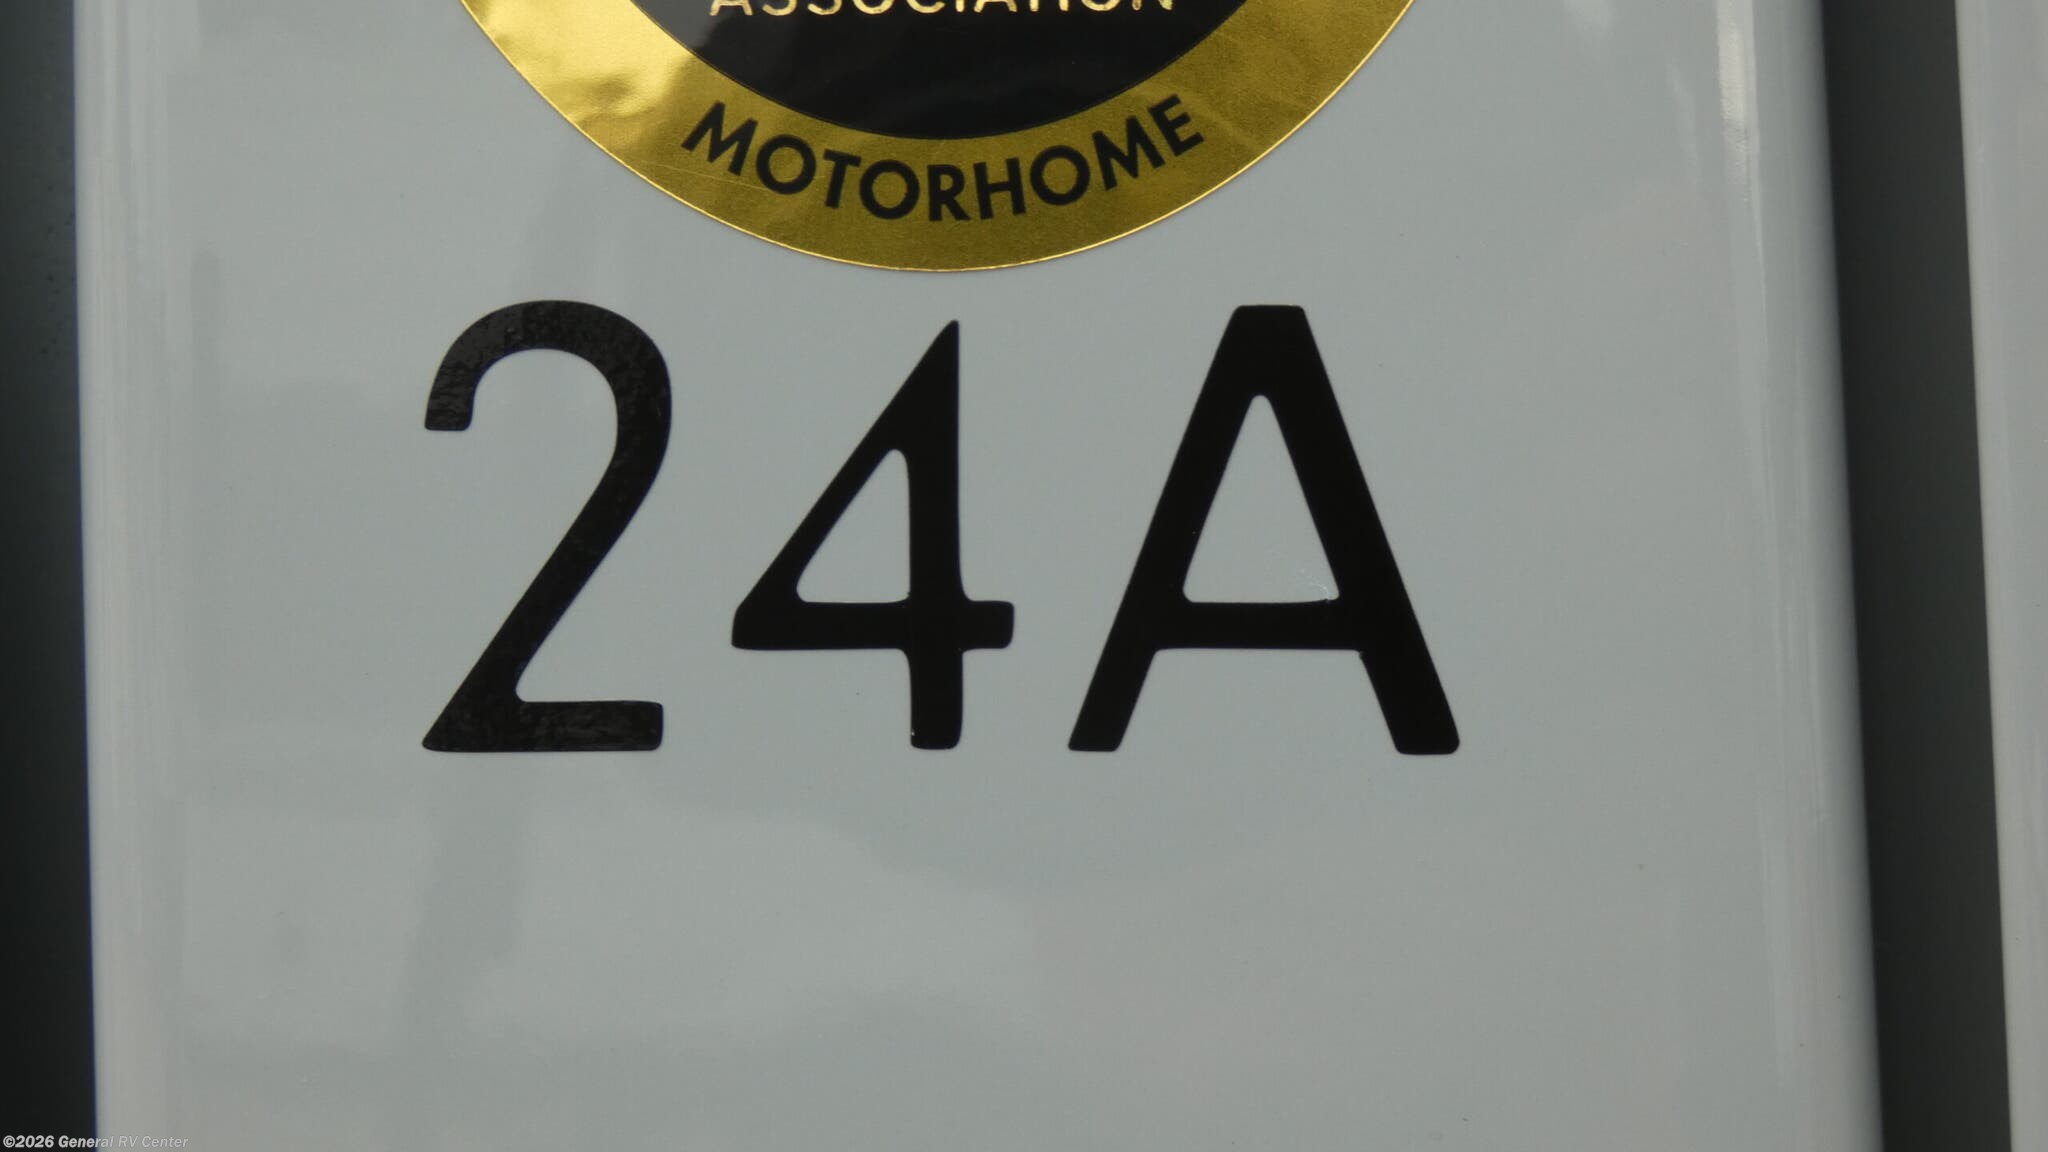 ASSOCIATION
MOTORHOME
24A
©2026 General RV Center